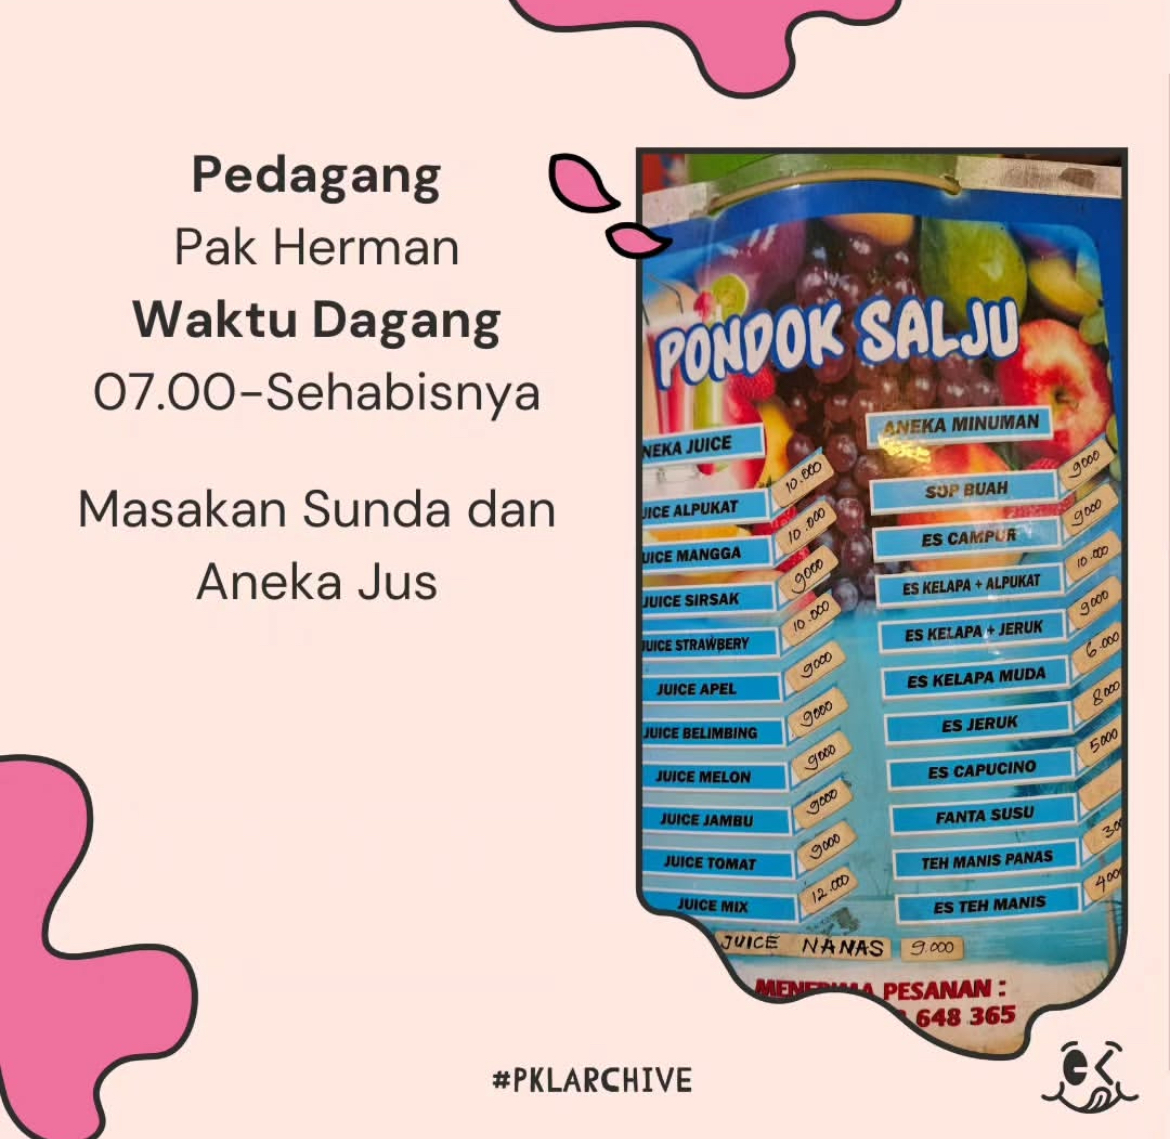 Pedagang
Pak Herman
Waktu Dagang
07.00-Sehabisnya
Masakan Sunda dan
Aneka Jus
PONDOK SALJU
NEKA JUICE
UICE ALPUKAT 10.000
UICE MANGGA 10.000
JUICE SIRSAK 9000
JUICE STRAWBERY 10.000
JUICE APEL 9000
JUICE BELIMBING 9000
JUICE MELON 9000
JUICE JAMBU 9000
JUICE TOMAT 9000
JUICE MIX 12.000
JUICE NANAS 9.000
ANEKA MINUMAN
SOP BUAH 9000
ES CAMPUR 9000
ES KELAPA + ALPUKAT 10.000
ES KELAPA + JERUK 9000
ES KELAPA MUDA 6.000
ES JERUK 8000
ES CAPUCINO 5000
FANTA SUSU
TEH MANIS PANAS 300
ES TEH MANIS 4000
PESANAN :
648 365
#PKLARCHIVE